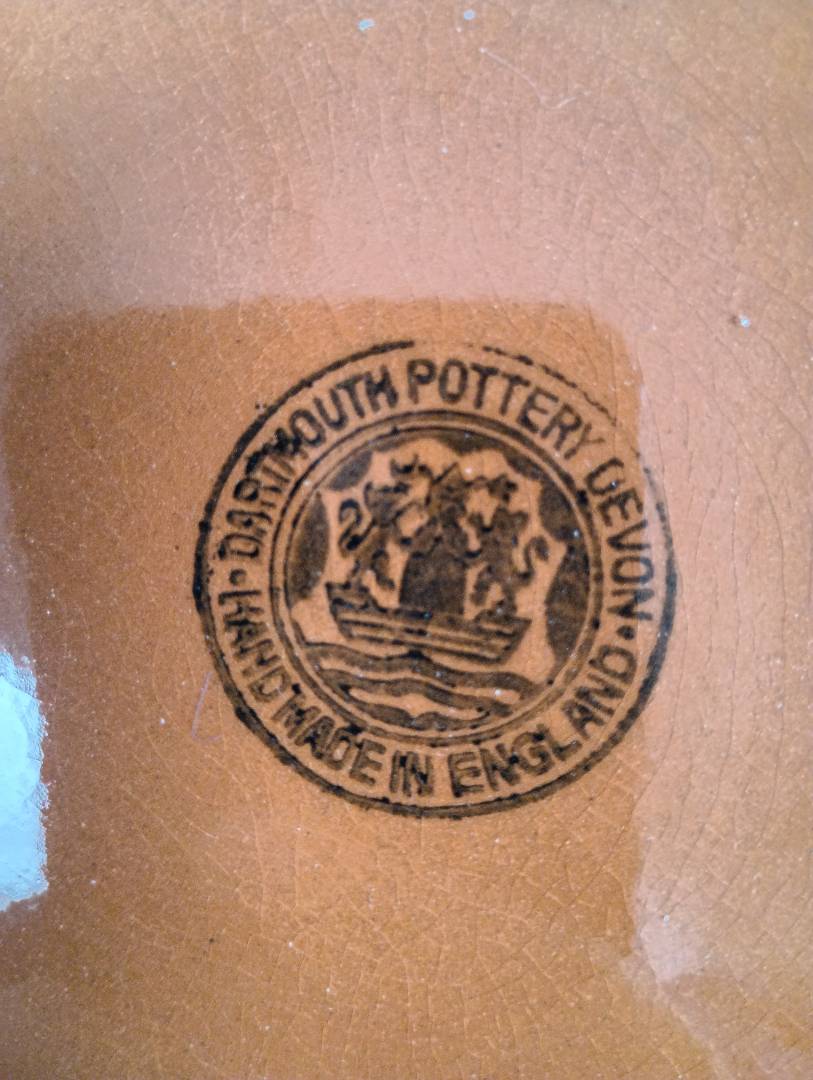 DARTMOUTH POTTERY DEVON
• HAND MADE IN ENGLAND •